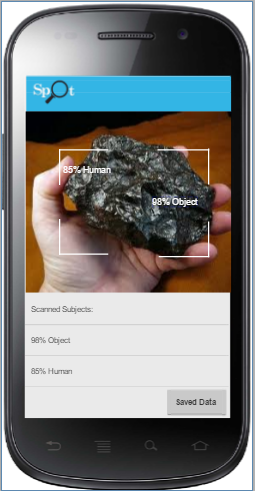 Spot
85% Human
98% Object
Scanned Subjects:
98% Object
85% Human
Saved Data